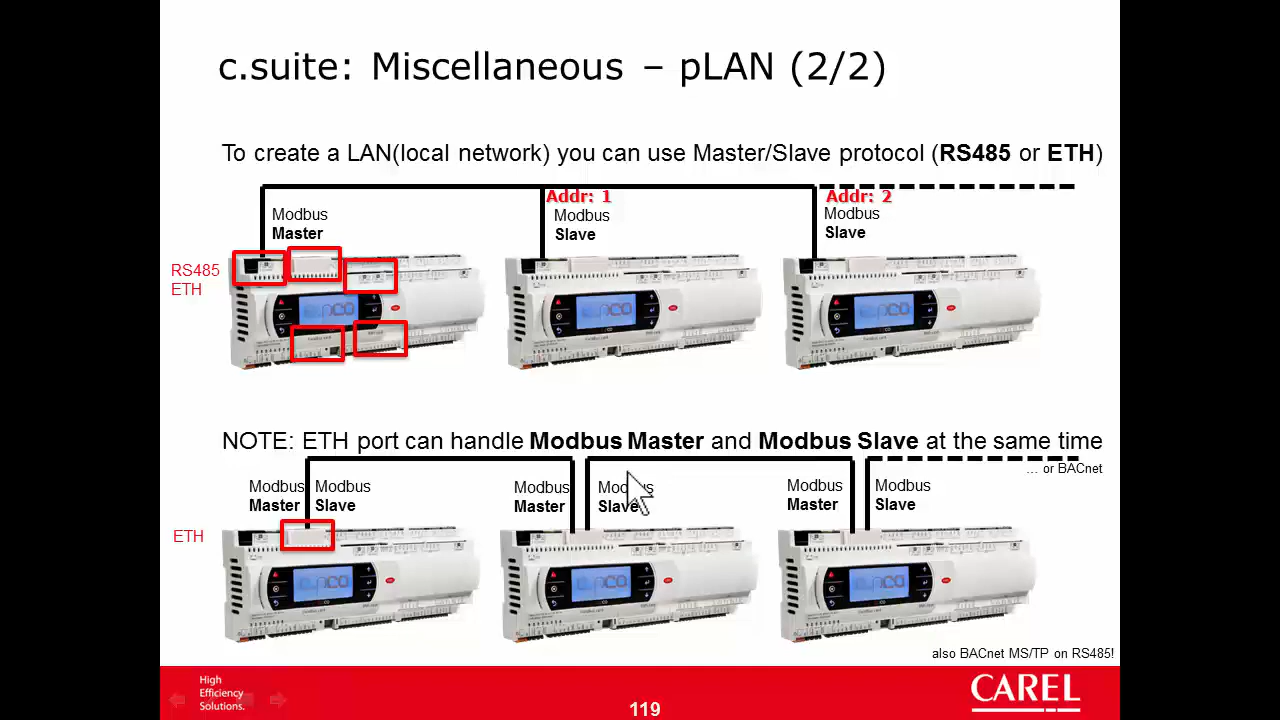 c.suite: Miscellaneous – pLAN (2/2)
To create a LAN(local network) you can use Master/Slave protocol (RS485 or ETH)
Addr: 1
Addr: 2
Modbus
Master
Modbus
Slave
Modbus
Slave
RS485
ETH
NOTE: ETH port can handle Modbus Master and Modbus Slave at the same time
... or BACnet
Modbus
Master
Modbus
Slave
Modbus
Master
Modbus
Slave
Modbus
Master
Modbus
Slave
ETH
also BACnet MS/TP on RS485!
High
Efficiency
Solutions.
119
CAREL